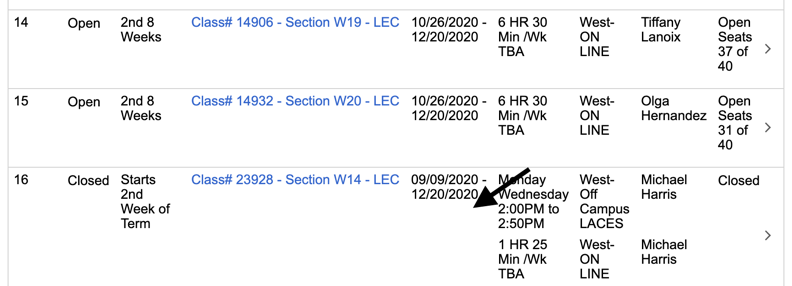 14 Open 2nd 8 Class# 14906 - Section W19 - LEC 10/26/2020 - 6 HR 30 West- Tiffany Open
Weeks 12/20/2020 Min /Wk ON Lanoix Seats
TBA LINE 37 of
40
15 Open 2nd 8 Class# 14932 - Section W20 - LEC 10/26/2020 - 6 HR 30 West- Olga Open
Weeks 12/20/2020 Min /Wk ON Hernandez Seats
TBA LINE 31 of
40
16 Closed Starts Class# 23928 - Section W14 - LEC 09/09/2020 - Monday West- Michael Closed
2nd 12/20/2020 Wednesday Off Harris
Week of 2:00PM to Campus
Term 2:50PM LACES
1 HR 25 West- Michael
Min /Wk ON Harris
TBA LINE